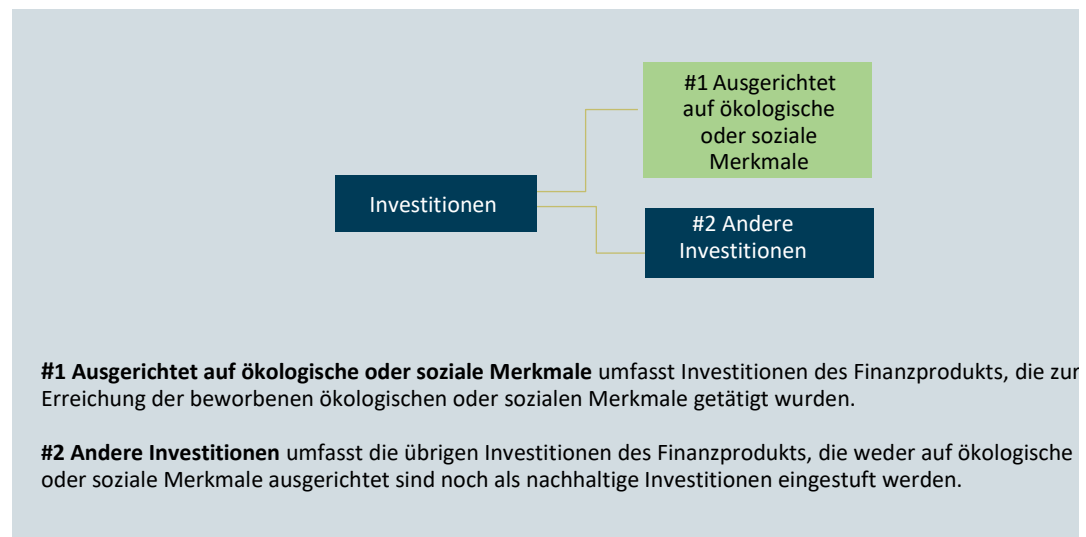 #1 Ausgerichtet
auf ökologische
oder soziale
Merkmale
Investitionen
#2 Andere
Investitionen
#1 Ausgerichtet auf ökologische oder soziale Merkmale umfasst Investitionen des Finanzprodukts, die zur
Erreichung der beworbenen ökologischen oder sozialen Merkmale getätigt wurden.
#2 Andere Investitionen umfasst die übrigen Investitionen des Finanzprodukts, die weder auf ökologische
oder soziale Merkmale ausgerichtet sind noch als nachhaltige Investitionen eingestuft werden.